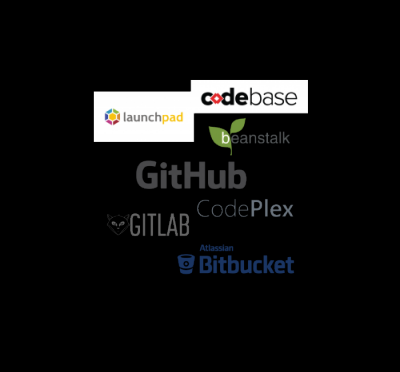 codebase
launchpad
beanstalk
GitHub
CodePlex
GITLAB
Atlassian
Bitbucket